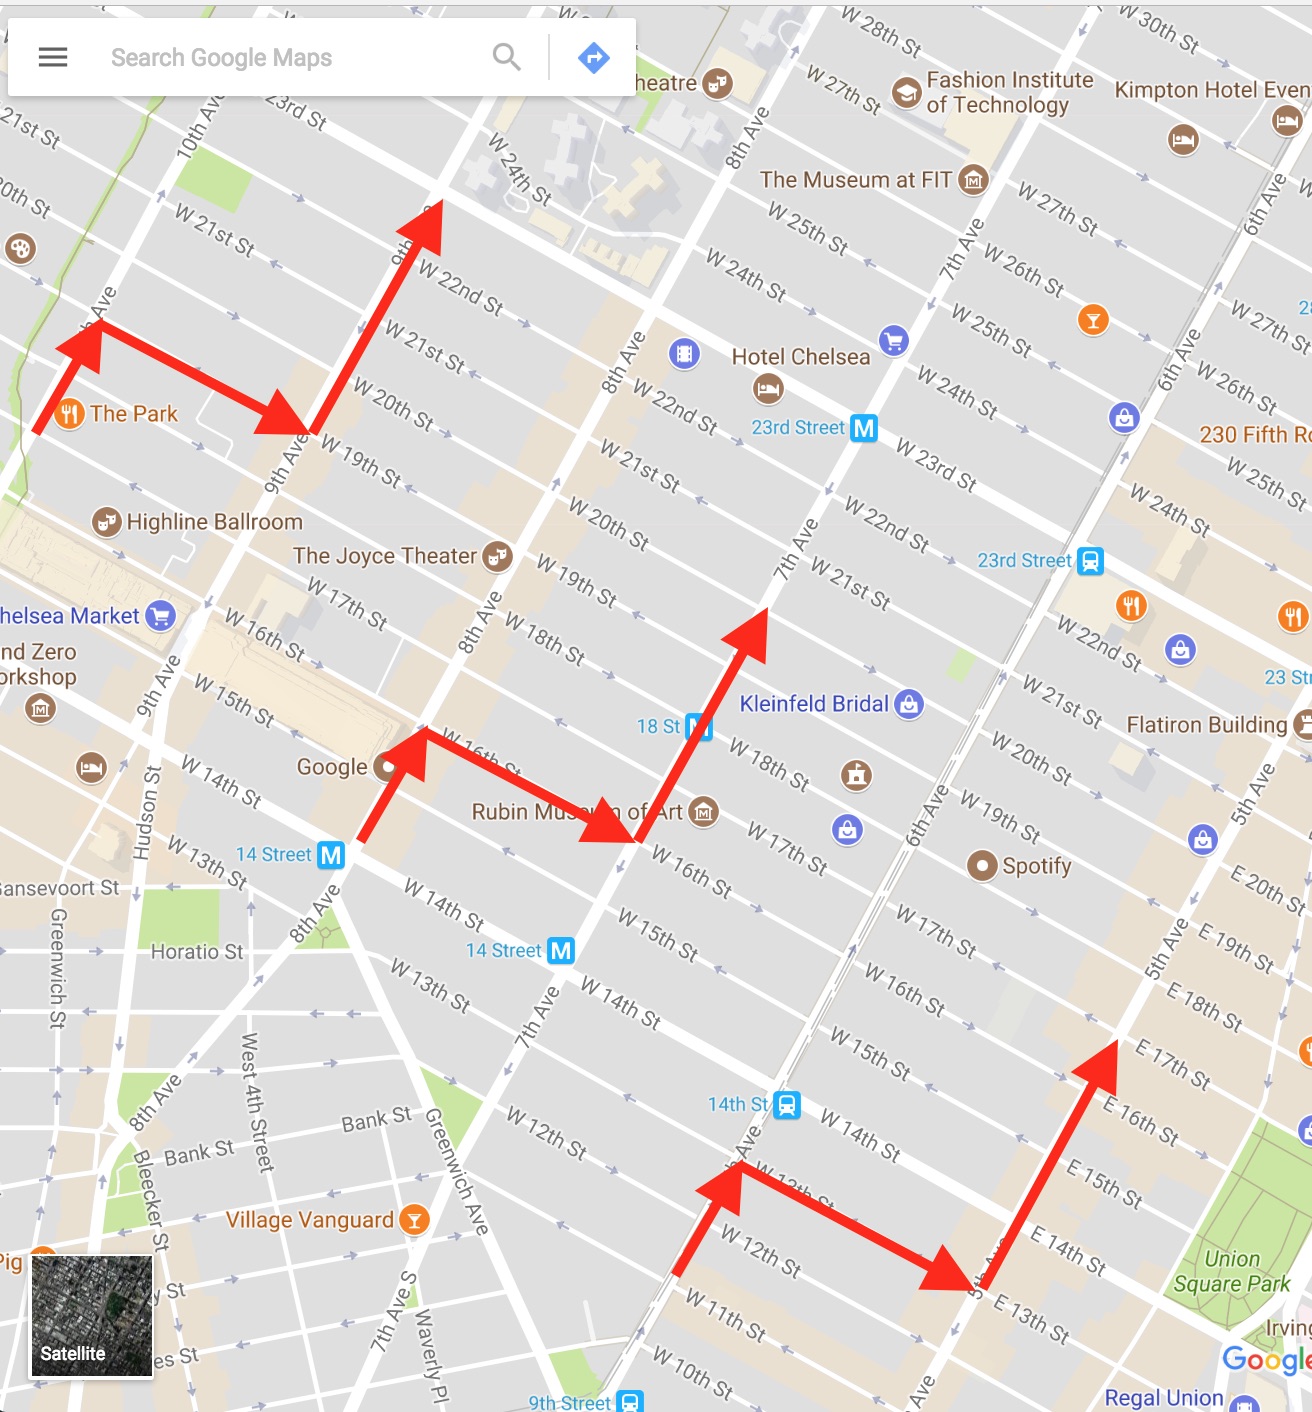 W 30th St
W 28th St
Search Google Maps
heatre
W 27th St
Fashion Institute
of Technology
Kimpton Hotel Even
23rd St
21st St
10th Ave
8th Ave
W 24th St
The Museum at FIT
W 27th St
6th Ave
20th St
W 21st St
W 25th St
7th Ave
W 26th St
W 24th St
9th
W 22nd St
W 27th St
28
Ave
W 21st St
W 25th St
8th Ave
Hotel Chelsea
6th Ave
W 26th St
W 24th St
W 20th St
W 22nd St
The Park
23rd Street
M
230 Fifth Ro
W 19th St
9th Ave
W 21st St
W 23rd St
W 25th St
W 24th St
Highline Ballroom
W 20th St
W 22nd St
The Joyce Theater
7th Ave
23rd Street
W 19th St
W 21st St
W 17th St
helsea Market
W 16th St
8th Ave
W 18th St
W 22nd St
nd Zero
orkshop
9th Ave
W 15th St
Kleinfeld Bridal
W 21st St
23 St
18 St
M
Flatiron Building
W 16th St
W 18th St
W 20th St
Google
W 14th St
Hudson St
6th Ave
5th Ave
Rubin Museum of Art
W 19th St
14 Street
M
W 13th St
W 17th St
W 16th St
Spotify
Gansevoort St
E 20th St
8th Ave
W 14th St
W 15th St
W 17th St
5th Ave
E 19th St
Greenwich St
Horatio St
14 Street
M
W 13th St
W 14th St
W 16th St
E 18th St
7th Ave
West 4th Street
W 15th St
E 17th St
8th Ave
Bank St
14th St
E 16th St
W 12th St
W 14th St
Bank St
Greenwich Ave
Ave
E 15th St
Bleecker St
W 13th St
Village Vanguard
W 12th St
E 14th St
Pig
Union
Square Park
5th Ave
y St
7th Ave S
W 11th St
E 13th St
Waverly Pl
Irving
Satellite
es St
W 10th St
Google
9th Street
Ave
Regal Union